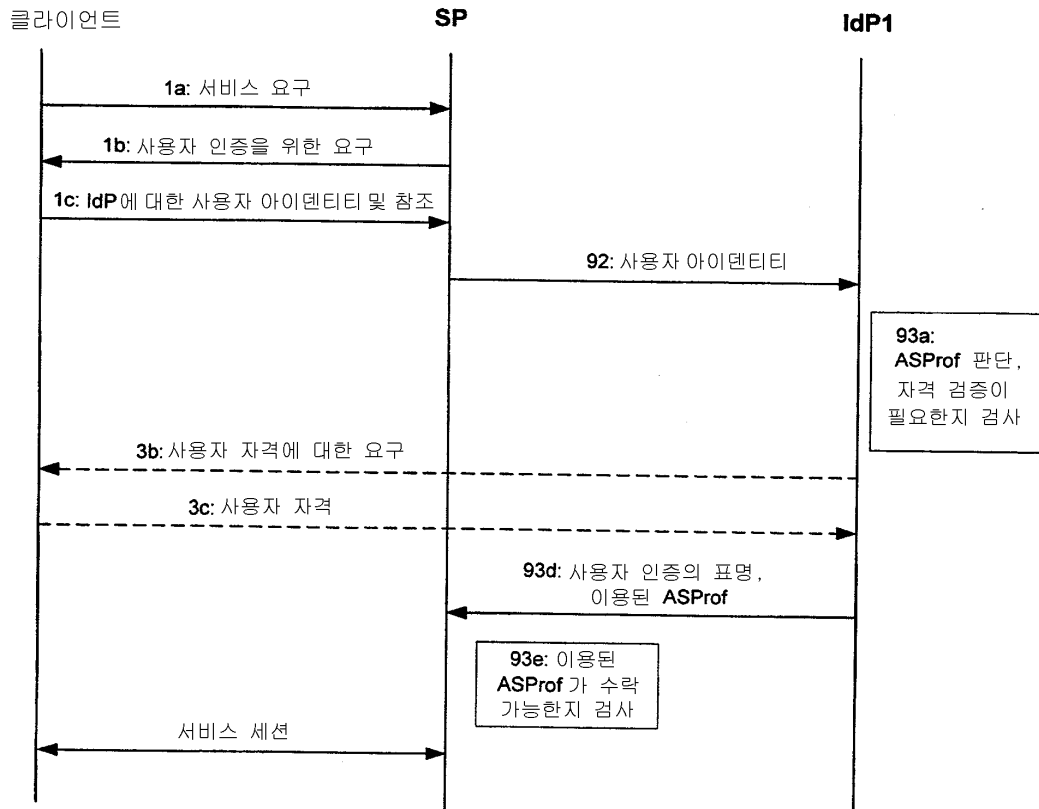 클라이언트
SP
IdP1
1a: 서비스 요구
1b: 사용자 인증을 위한 요구
1c: IdP에 대한 사용자 아이덴티티 및 참조
92: 사용자 아이덴티티
93a:
ASProf 판단,
자격 검증이
필요한지 검사
3b: 사용자 자격에 대한 요구
3c: 사용자 자격
93d: 사용자 인증의 표명,
이용된 ASProf
93e: 이용된
ASProf가 수락
가능한지 검사
서비스 세션